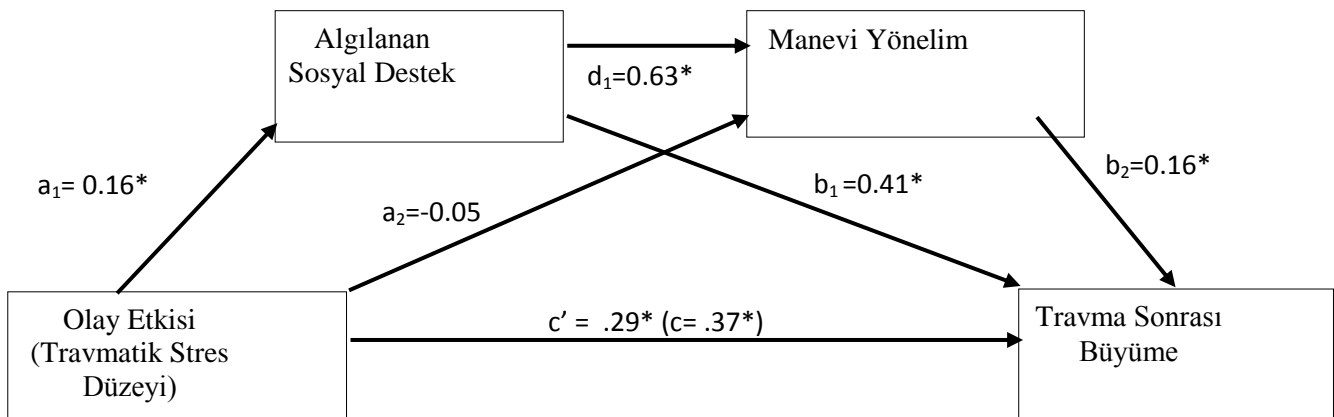 Algılanan
Sosyal Destek
Manevi Yönelim
d₁=0.63*
a₁= 0.16*
b₁ =0.41*
b₂=0.16*
a₂=-0.05
Olay Etkisi
(Travmatik Stres
Düzeyi)
c’ = .29* (c= .37*)
Travma Sonrası
Büyüme